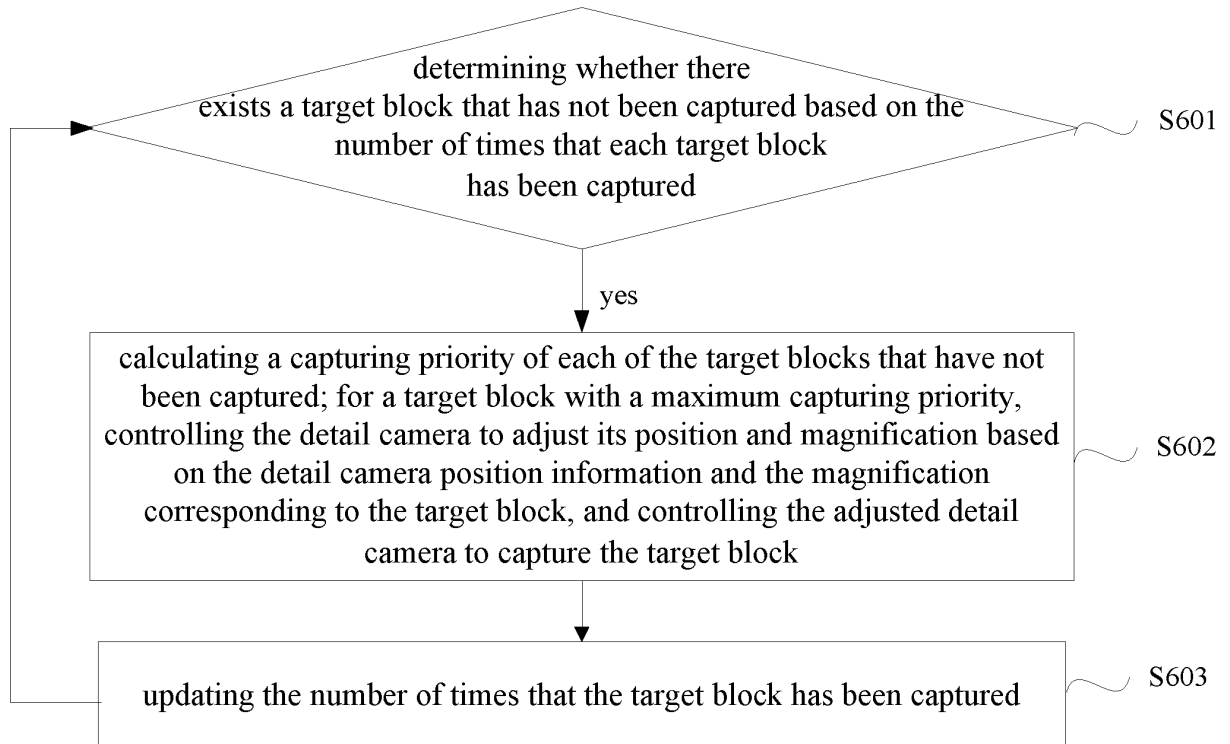 determining whether there
exists a target block that has not been captured based on the
number of times that each target block
has been captured
S601
yes
calculating a capturing priority of each of the target blocks that have not
been captured; for a target block with a maximum capturing priority,
controlling the detail camera to adjust its position and magnification based
on the detail camera position information and the magnification
corresponding to the target block, and controlling the adjusted detail
camera to capture the target block
S602
updating the number of times that the target block has been captured
S603